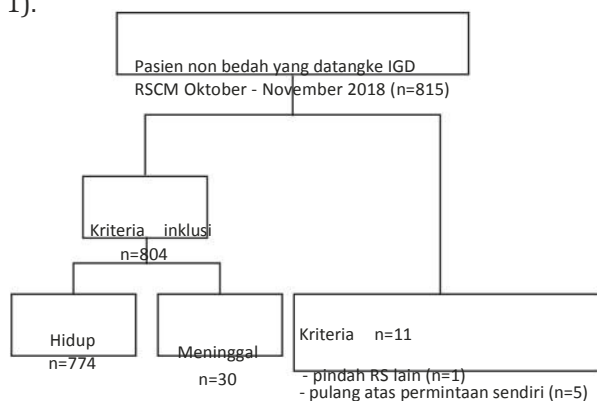 1).
Pasien non bedah yang datangke IGD
RSCM Oktober - November 2018 (n=815)
Kriteria inklusi
n=804
Hidup
n=774
Meninggal
n=30
Kriteria n=11
- pindah RS lain (n=1)
- pulang atas permintaan sendiri (n=5)